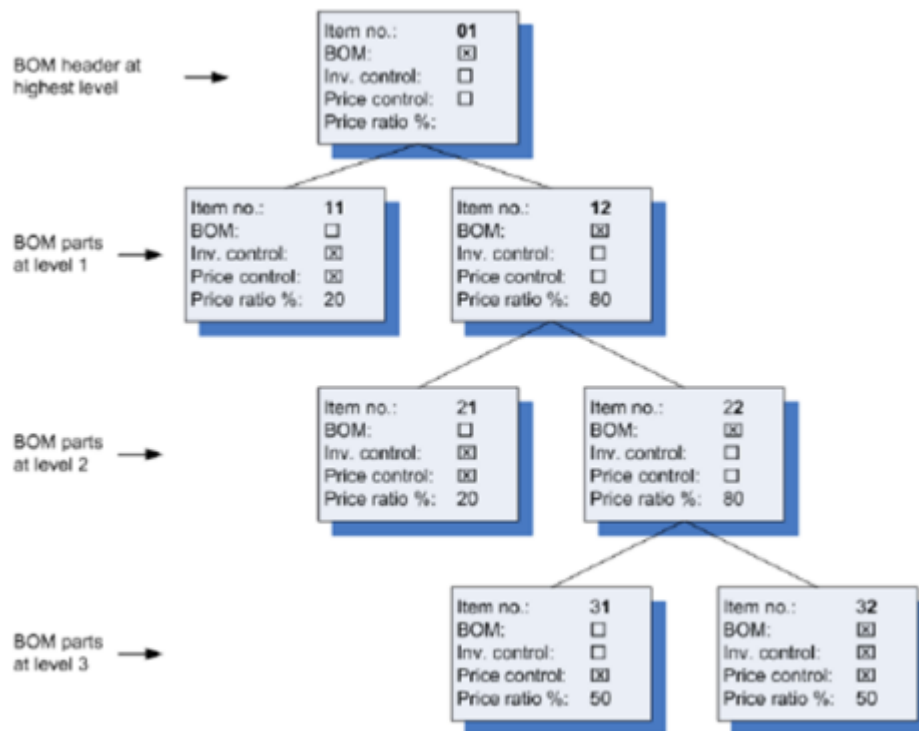 BOM header at
highest level
Item no.: 01
BOM: ☒
Inv. control: ☐
Price control: ☐
Price ratio %:
BOM parts
at level 1
Item no.: 11
BOM: ☐
Inv. control: ☒
Price control: ☒
Price ratio %: 20
Item no.: 12
BOM: ☒
Inv. control: ☐
Price control: ☐
Price ratio %: 80
BOM parts
at level 2
Item no.: 21
BOM: ☐
Inv. control: ☒
Price control: ☒
Price ratio %: 20
Item no.: 22
BOM: ☒
Inv. control: ☐
Price control: ☐
Price ratio %: 80
BOM parts
at level 3
Item no.: 31
BOM: ☐
Inv. control: ☐
Price control: ☒
Price ratio %: 50
Item no.: 32
BOM: ☒
Inv. control: ☒
Price control: ☒
Price ratio %: 50